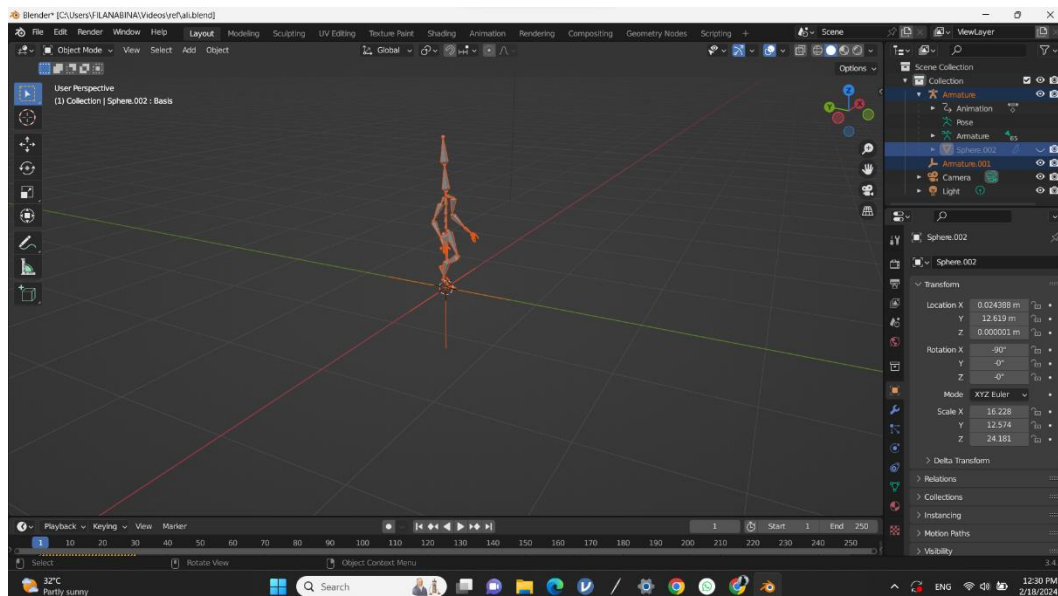 Blender* [C:\Users\FILANABINA\Videos\ref\ali.blend]
File Edit Render Window Help Layout Modeling Sculpting UV Editing Texture Paint Shading Animation Rendering Compositing Geometry Nodes Scripting + Scene ViewLayer
Object Mode View Select Add Object Global
Options
User Perspective
(1) Collection | Sphere.002 : Basis
Z
Y
X
Scene Collection
Collection
Armature
Animation
Pose
Armature
Sphere.002
Armature.001
Camera
Light
Sphere.002
Sphere.002
Transform
Location X 0.024388 m
Y 12.619 m
Z 0.000001 m
Rotation X -90°
Y -0°
Z -0°
Mode XYZ Euler
Scale X 16.228
Y 12.574
Z 24.181
Delta Transform
Relations
Collections
Instancing
Motion Paths
Visibility
Playback Keying View Marker 1 Start 1 End 250
1 10 20 30 40 50 60 70 80 90 100 110 120 130 140 150 160 170 180 190 200 210 220 230 240 250
Select Rotate View Object Context Menu
32°C
Partly sunny
Search
ENG
12:30 PM
2/18/2024